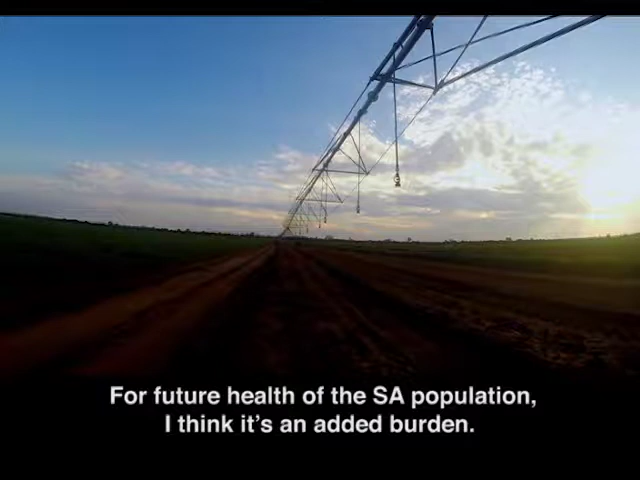 For future health of the SA population,
I think it's an added burden.